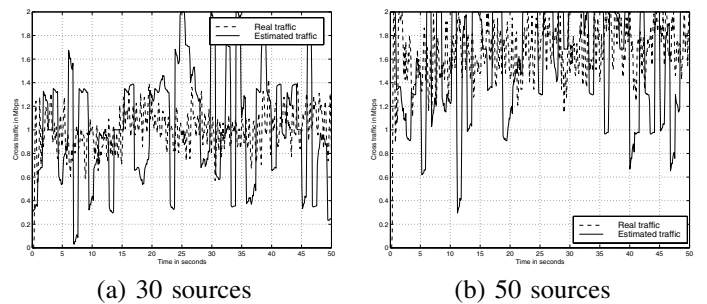 2
1.8
1.6
1.4
1.2
1
0.8
0.6
0.4
0.2
0
Cross traffic in Mbps
Real traffic
Estimated traffic
0 5 10 15 20 25 30 35 40 45 50
Time in seconds
(a) 30 sources
2
1.8
1.6
1.4
1.2
1
0.8
0.6
0.4
0.2
0
Cross traffic in Mbps
Real traffic
Estimated traffic
0 5 10 15 20 25 30 35 40 45 50
Time in seconds
(b) 50 sources